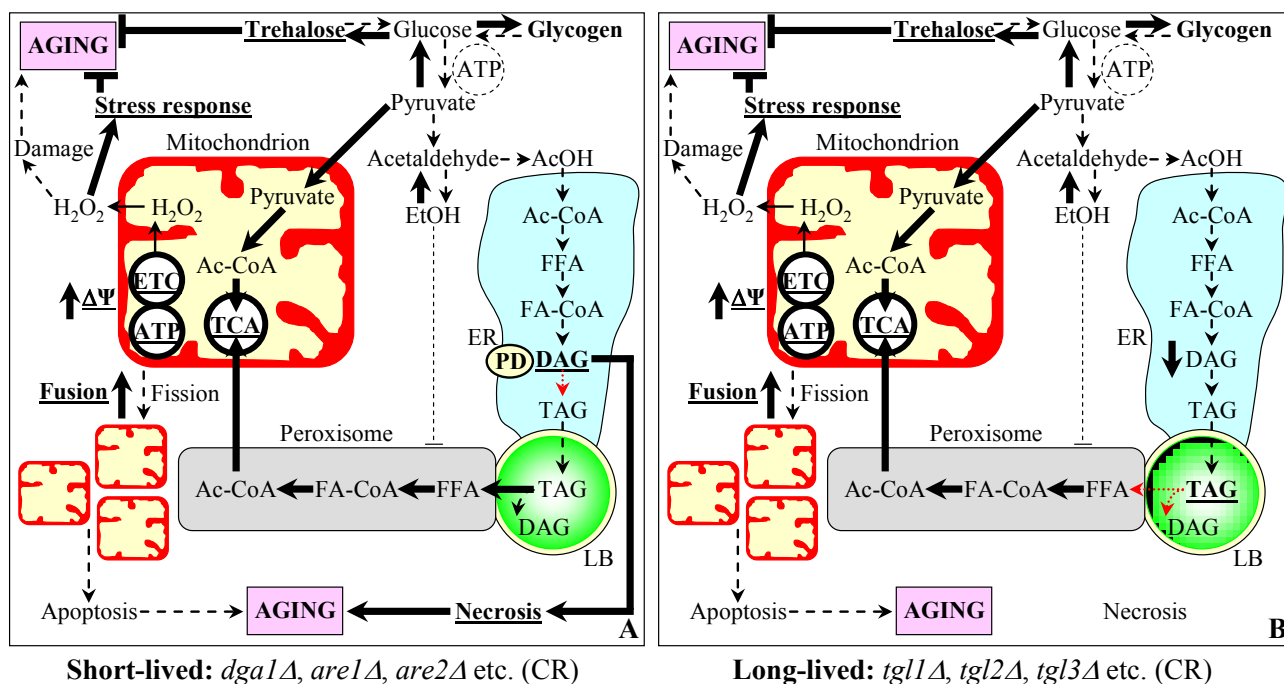 Trehalose Glucose Glycogen
AGING
ATP
Stress response Pyruvate
Mitochondrion
Damage Acetaldehyde AcOH
Pyruvate
H₂O₂ H₂O₂ EtOH Ac-CoA
Ac-CoA FFA
ETC
ΔΨ FA-CoA
ATP TCA ER
PD DAG
Fusion Fission
TAG
Peroxisome
Ac-CoA FA-CoA FFA TAG
DAG
LB
Apoptosis AGING Necrosis
A
Short-lived: dga1Δ, are1Δ, are2Δ etc. (CR)
Trehalose Glucose Glycogen
AGING
ATP
Stress response Pyruvate
Mitochondrion
Damage Acetaldehyde AcOH
Pyruvate
H₂O₂ H₂O₂ EtOH Ac-CoA
Ac-CoA FFA
ETC
ΔΨ FA-CoA
ATP TCA ER
DAG
Fusion Fission
TAG
Peroxisome
Ac-CoA FA-CoA FFA TAG
DAG
LB
Apoptosis AGING Necrosis
B
Long-lived: tgl1Δ, tgl2Δ, tgl3Δ etc. (CR)